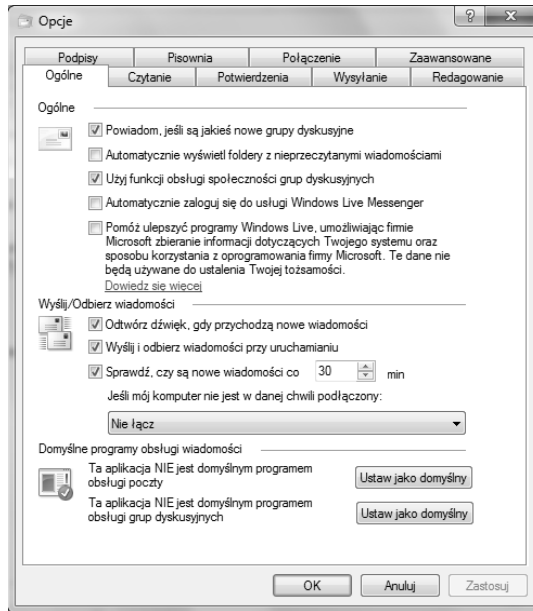 Opcje
Podpisy Pisownia Połączenie Zaawansowane
Ogólne Czytanie Potwierdzenia Wysyłanie Redagowanie
Ogólne
Powiadom, jeśli są jakieś nowe grupy dyskusyjne
Automatycznie wyświetl foldery z nieprzeczytanymi wiadomościami
Użyj funkcji obsługi społeczności grup dyskusyjnych
Automatycznie zaloguj się do usługi Windows Live Messenger
Pomóż ulepszyć programy Windows Live, umożliwiając firmie
Microsoft zbieranie informacji dotyczących Twojego systemu oraz
sposobu korzystania z oprogramowania firmy Microsoft. Te dane nie
będą używane do ustalenia Twojej tożsamości.
Dowiedz się więcej
Wyślij/Odbierz wiadomości
Odtwórz dźwięk, gdy przychodzą nowe wiadomości
Wyślij i odbierz wiadomości przy uruchamianiu
Sprawdź, czy są nowe wiadomości co 30 min
Jeśli mój komputer nie jest w danej chwili podłączony:
Nie łącz
Domyślne programy obsługi wiadomości
Ta aplikacja NIE jest domyślnym programem
obsługi poczty
Ustaw jako domyślny
Ta aplikacja NIE jest domyślnym programem
obsługi grup dyskusyjnych
Ustaw jako domyślny
OK Anuluj Zastosuj